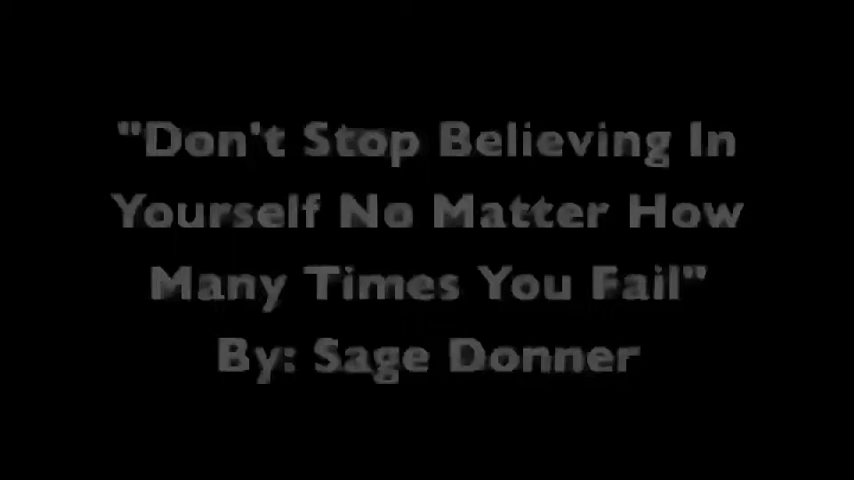 "Don't Stop Believing In
Yourself No Matter How
Many Times You Fail"
By: Sage Donner